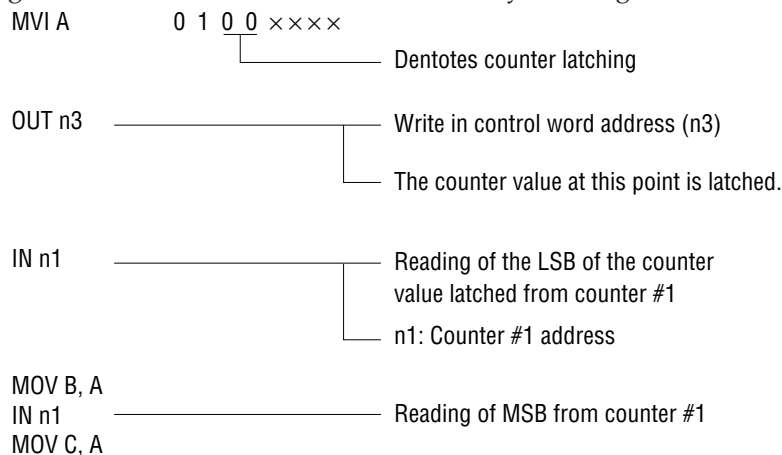 MVI A 0 1 0 0 ××××
Dentotes counter latching
OUT n3 Write in control word address (n3)
The counter value at this point is latched.
IN n1 Reading of the LSB of the counter
value latched from counter #1
n1: Counter #1 address
MOV B, A
IN n1 Reading of MSB from counter #1
MOV C, A